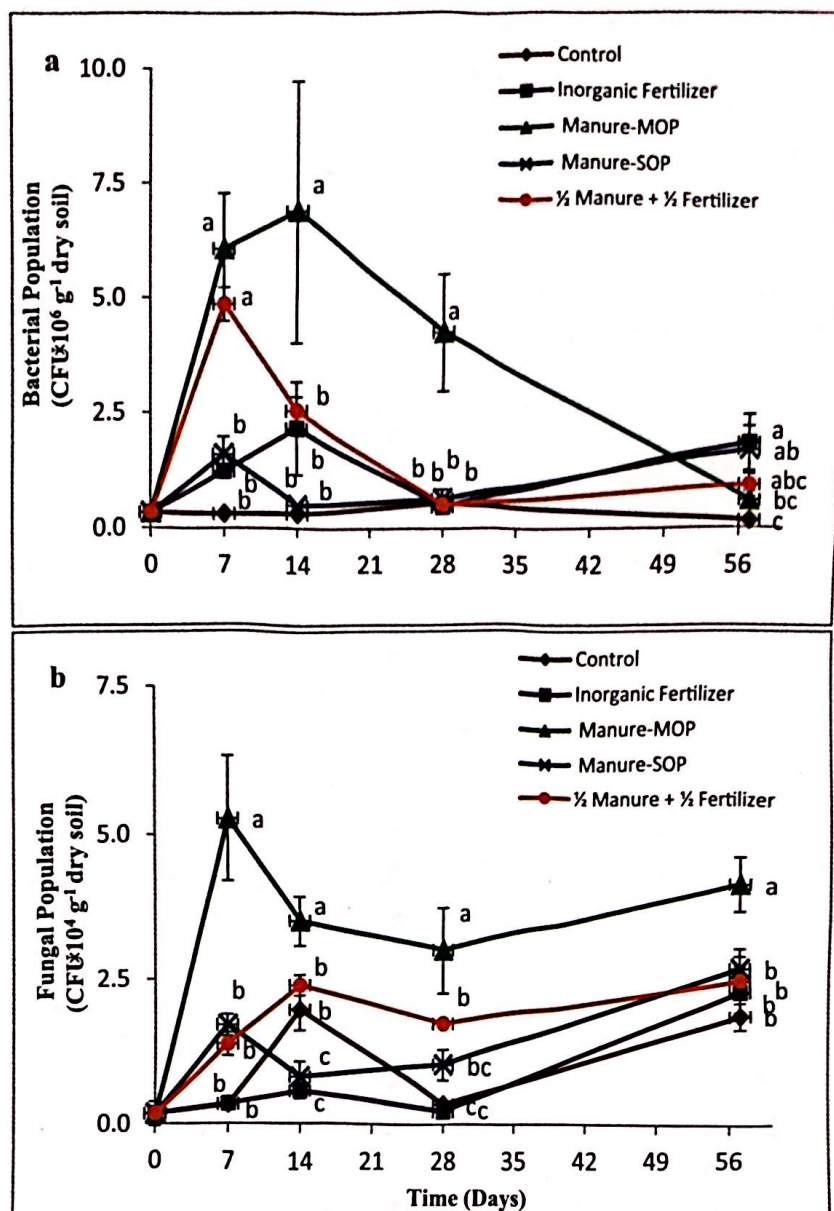 a
Control
Inorganic Fertilizer
Manure-MOP
Manure-SOP
½ Manure + ½ Fertilizer
Bacterial Population
(CFU×10⁶ g⁻¹ dry soil)
10.0
7.5
5.0
2.5
0.0
a
a
a
a
b
b
b
b
b
b
b
b
b
b
b
a
ab
abc
bc
c
0 7 14 21 28 35 42 49 56
b
Control
Inorganic Fertilizer
Manure-MOP
Manure-SOP
½ Manure + ½ Fertilizer
Fungal Population
(CFU×10⁴ g⁻¹ dry soil)
7.5
5.0
2.5
0.0
a
a
a
a
b
b
b
b
b
b
b
c
c
bc
cc
b
b
b
b
0 7 14 21 28 35 42 49 56
Time (Days)